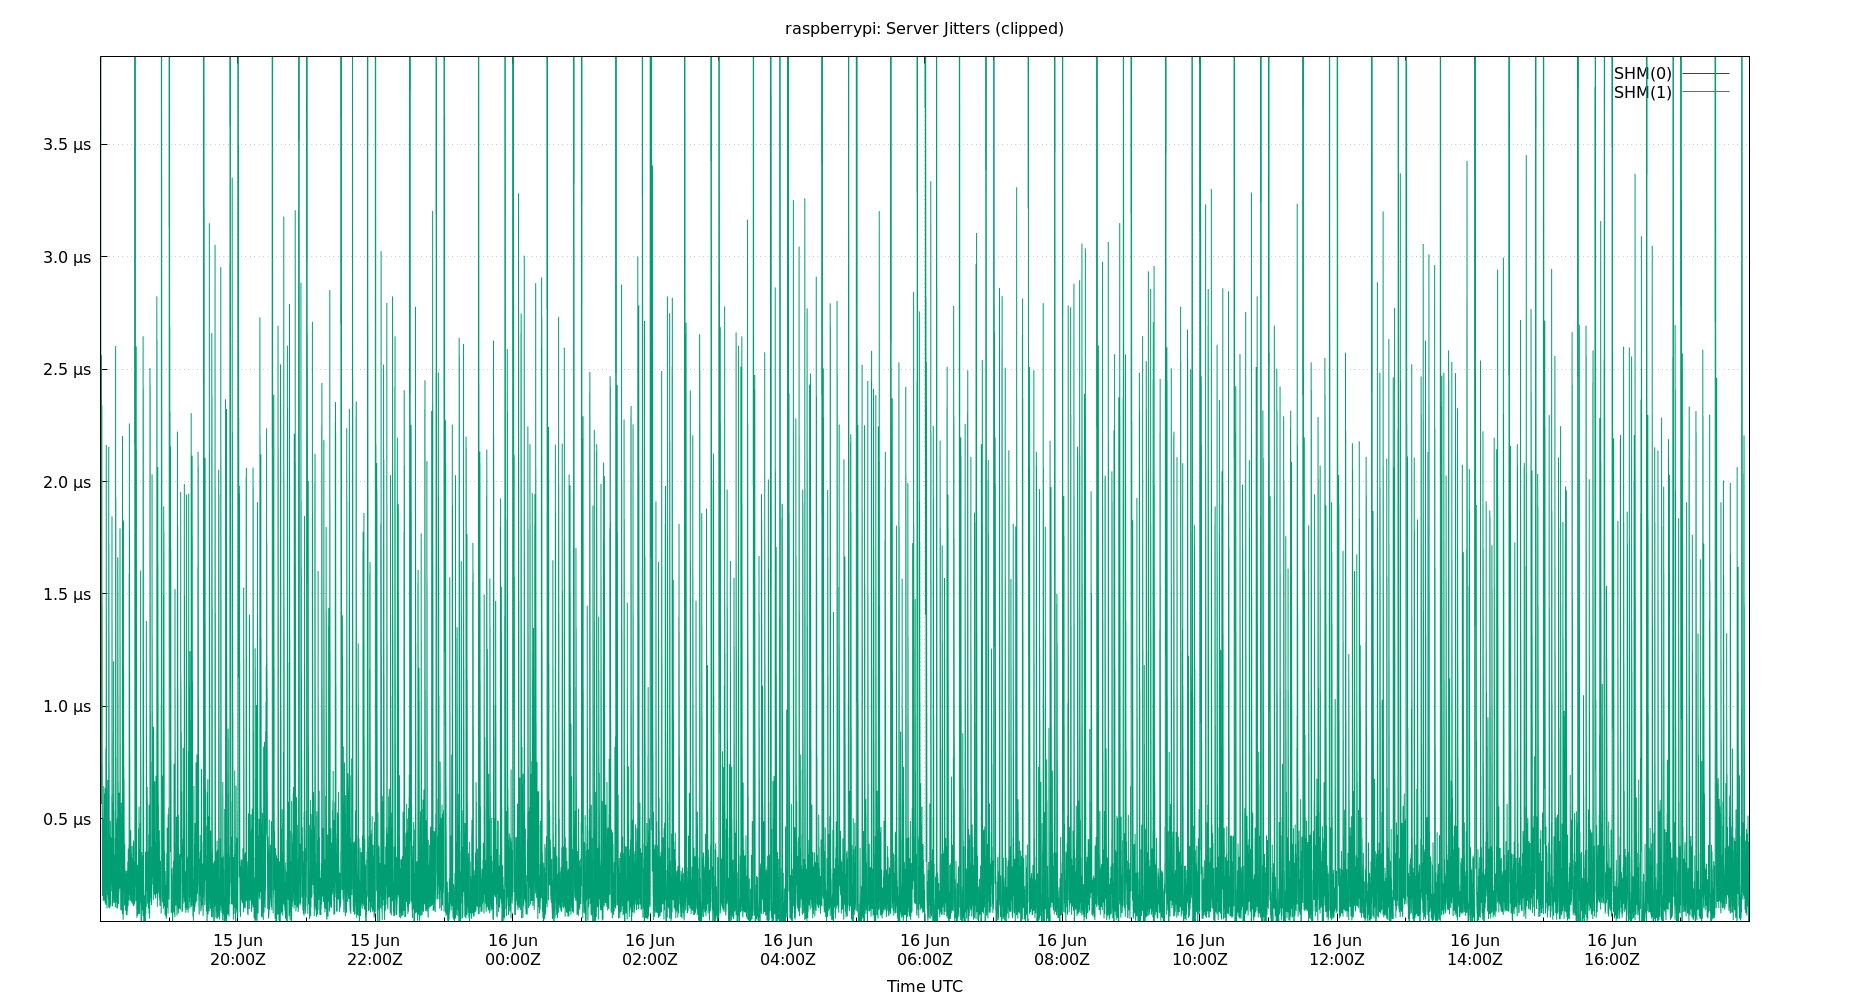 raspberrypi: Server Jitters (clipped)
SHM(0)
SHM(1)
3.5 µs
3.0 µs
2.5 µs
2.0 µs
1.5 µs
1.0 µs
0.5 µs
15 Jun 15 Jun 16 Jun 16 Jun 16 Jun 16 Jun 16 Jun 16 Jun 16 Jun 16 Jun 16 Jun
20:00Z 22:00Z 00:00Z 02:00Z 04:00Z 06:00Z 08:00Z 10:00Z 12:00Z 14:00Z 16:00Z
Time UTC